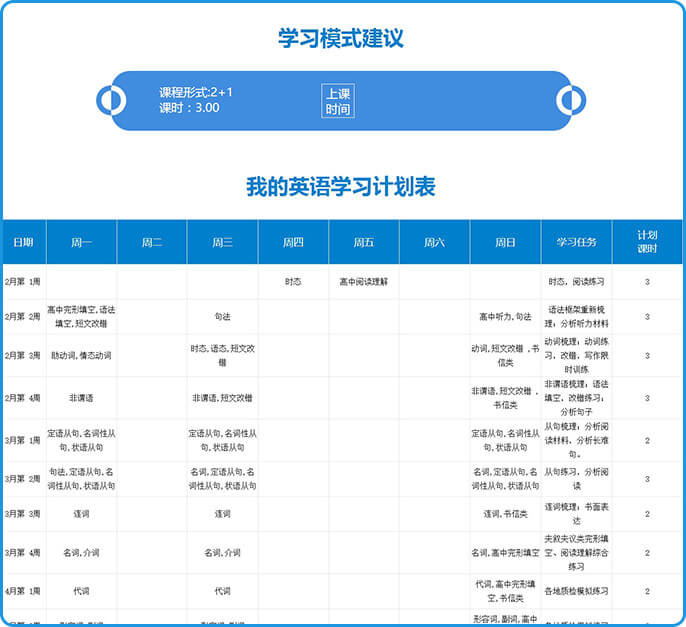 学习模式建议
课程形式:2+1
课时：3.00
上课
时间
我的英语学习计划表
日期 周一 周二 周三 周四 周五 周六 周日 学习任务 计划
课时
2月第 1周 时态 高中阅读理解 时态，阅读练习 3
2月第 2周 高中完形填空,语法
填空,短文改错 句法 高中听力,句法 语法框架重新梳
理；分析听力材料 3
2月第 3周 助动词,情态动词 时态,语态,短文改
错 动词,短文改错 ,书
信类 动词梳理；动词练
习，改错，写作限
时训练 3
2月第 4周 非谓语 非谓语,短文改错 非谓语,短文改错 ,
书信类 非谓语梳理；语法
填空，改错练习；
分析句子 3
3月第 1周 定语从句,名词性从
句,状语从句 定语从句,名词性从
句,状语从句 定语从句,名词性从
句,状语从句 从句梳理；分析阅
读材料，分析长难
句。 2
3月第 2周 句法,定语从句,名
词性从句,状语从句 名词,定语从句,名
词性从句,状语从句 名词,定语从句,名
词性从句,状语从句 从句练习，分析阅
读 3
3月第 3周 连词 连词 连词,书信类 连词梳理；书面表
达 2
3月第 4周 名词,介词 名词,介词 名词,高中完形填空 夹叙夹议类完形填
空、阅读理解综合
练习 2
4月第 1周 代词 代词 代词,高中完形填
空,书信类 各地质检模拟练习 2
形容词,副词,高中